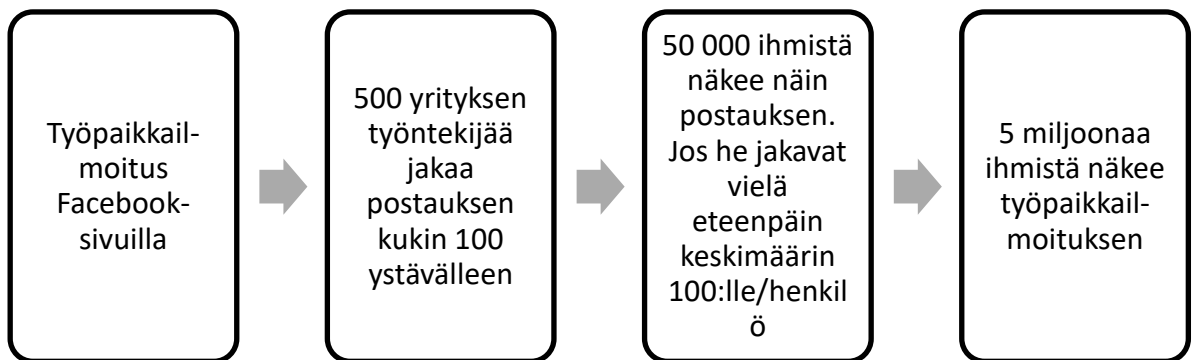 Työpaikkail-
moitus
Facebook-
sivuilla
500 yrityksen
työntekijää
jakaa
postauksen
kukin 100
ystävälleen
50 000 ihmistä
näkee näin
postauksen.
Jos he jakavat
vielä
eteenpäin
keskimäärin
100:lle/henkil
ö
5 miljoonaa
ihmistä näkee
työpaikkail-
moituksen